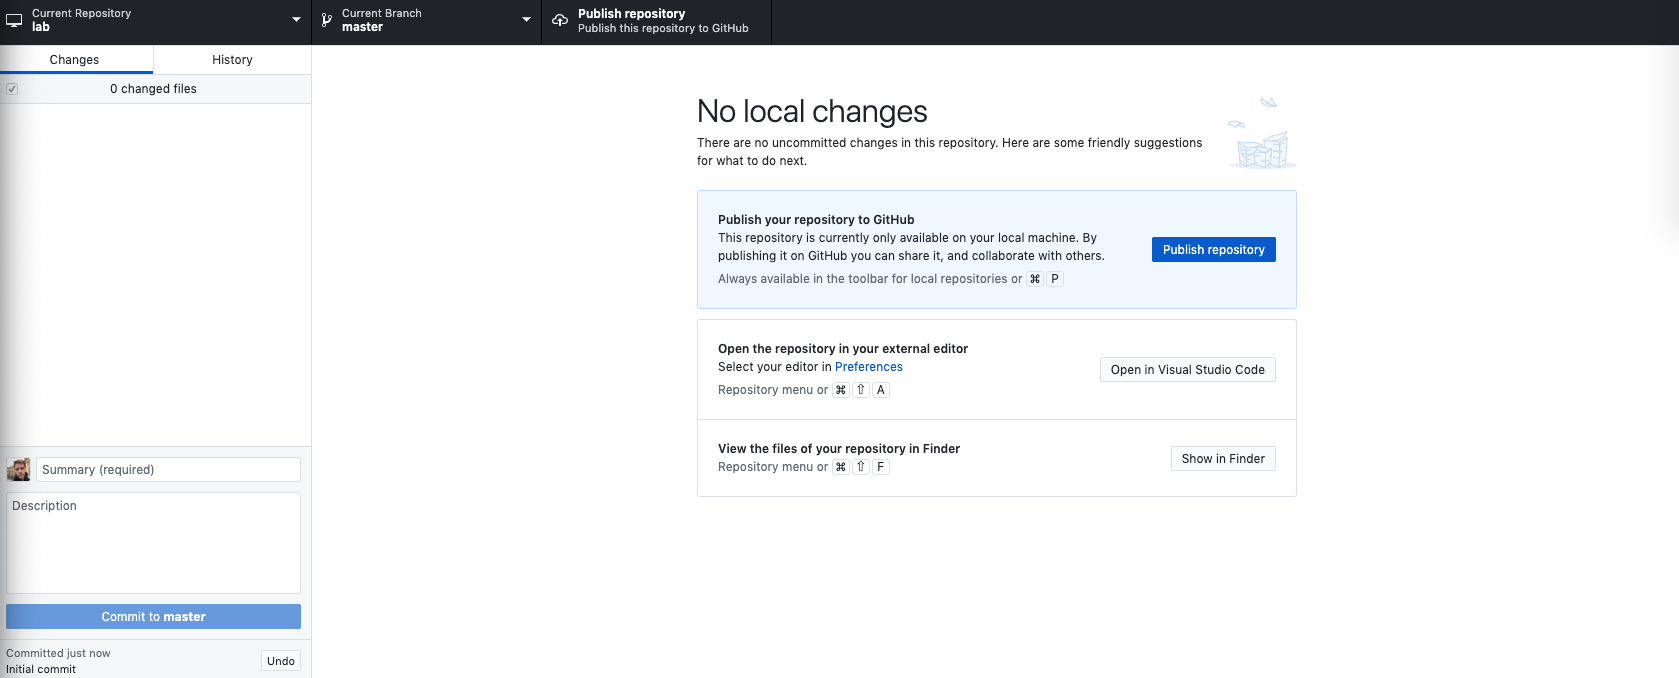 Current Repository
lab
Current Branch
master
Publish repository
Publish this repository to GitHub
Changes
History
0 changed files
No local changes
There are no uncommitted changes in this repository. Here are some friendly suggestions
for what to do next.
Publish your repository to GitHub
This repository is currently only available on your local machine. By
publishing it on GitHub you can share it, and collaborate with others.
Always available in the toolbar for local repositories or ⌘ P
Publish repository
Open the repository in your external editor
Select your editor in Preferences
Repository menu or ⌘ ⇧ A
Open in Visual Studio Code
View the files of your repository in Finder
Repository menu or ⌘ ⇧ F
Show in Finder
Summary (required)
Description
Commit to master
Committed just now
Initial commit
Undo